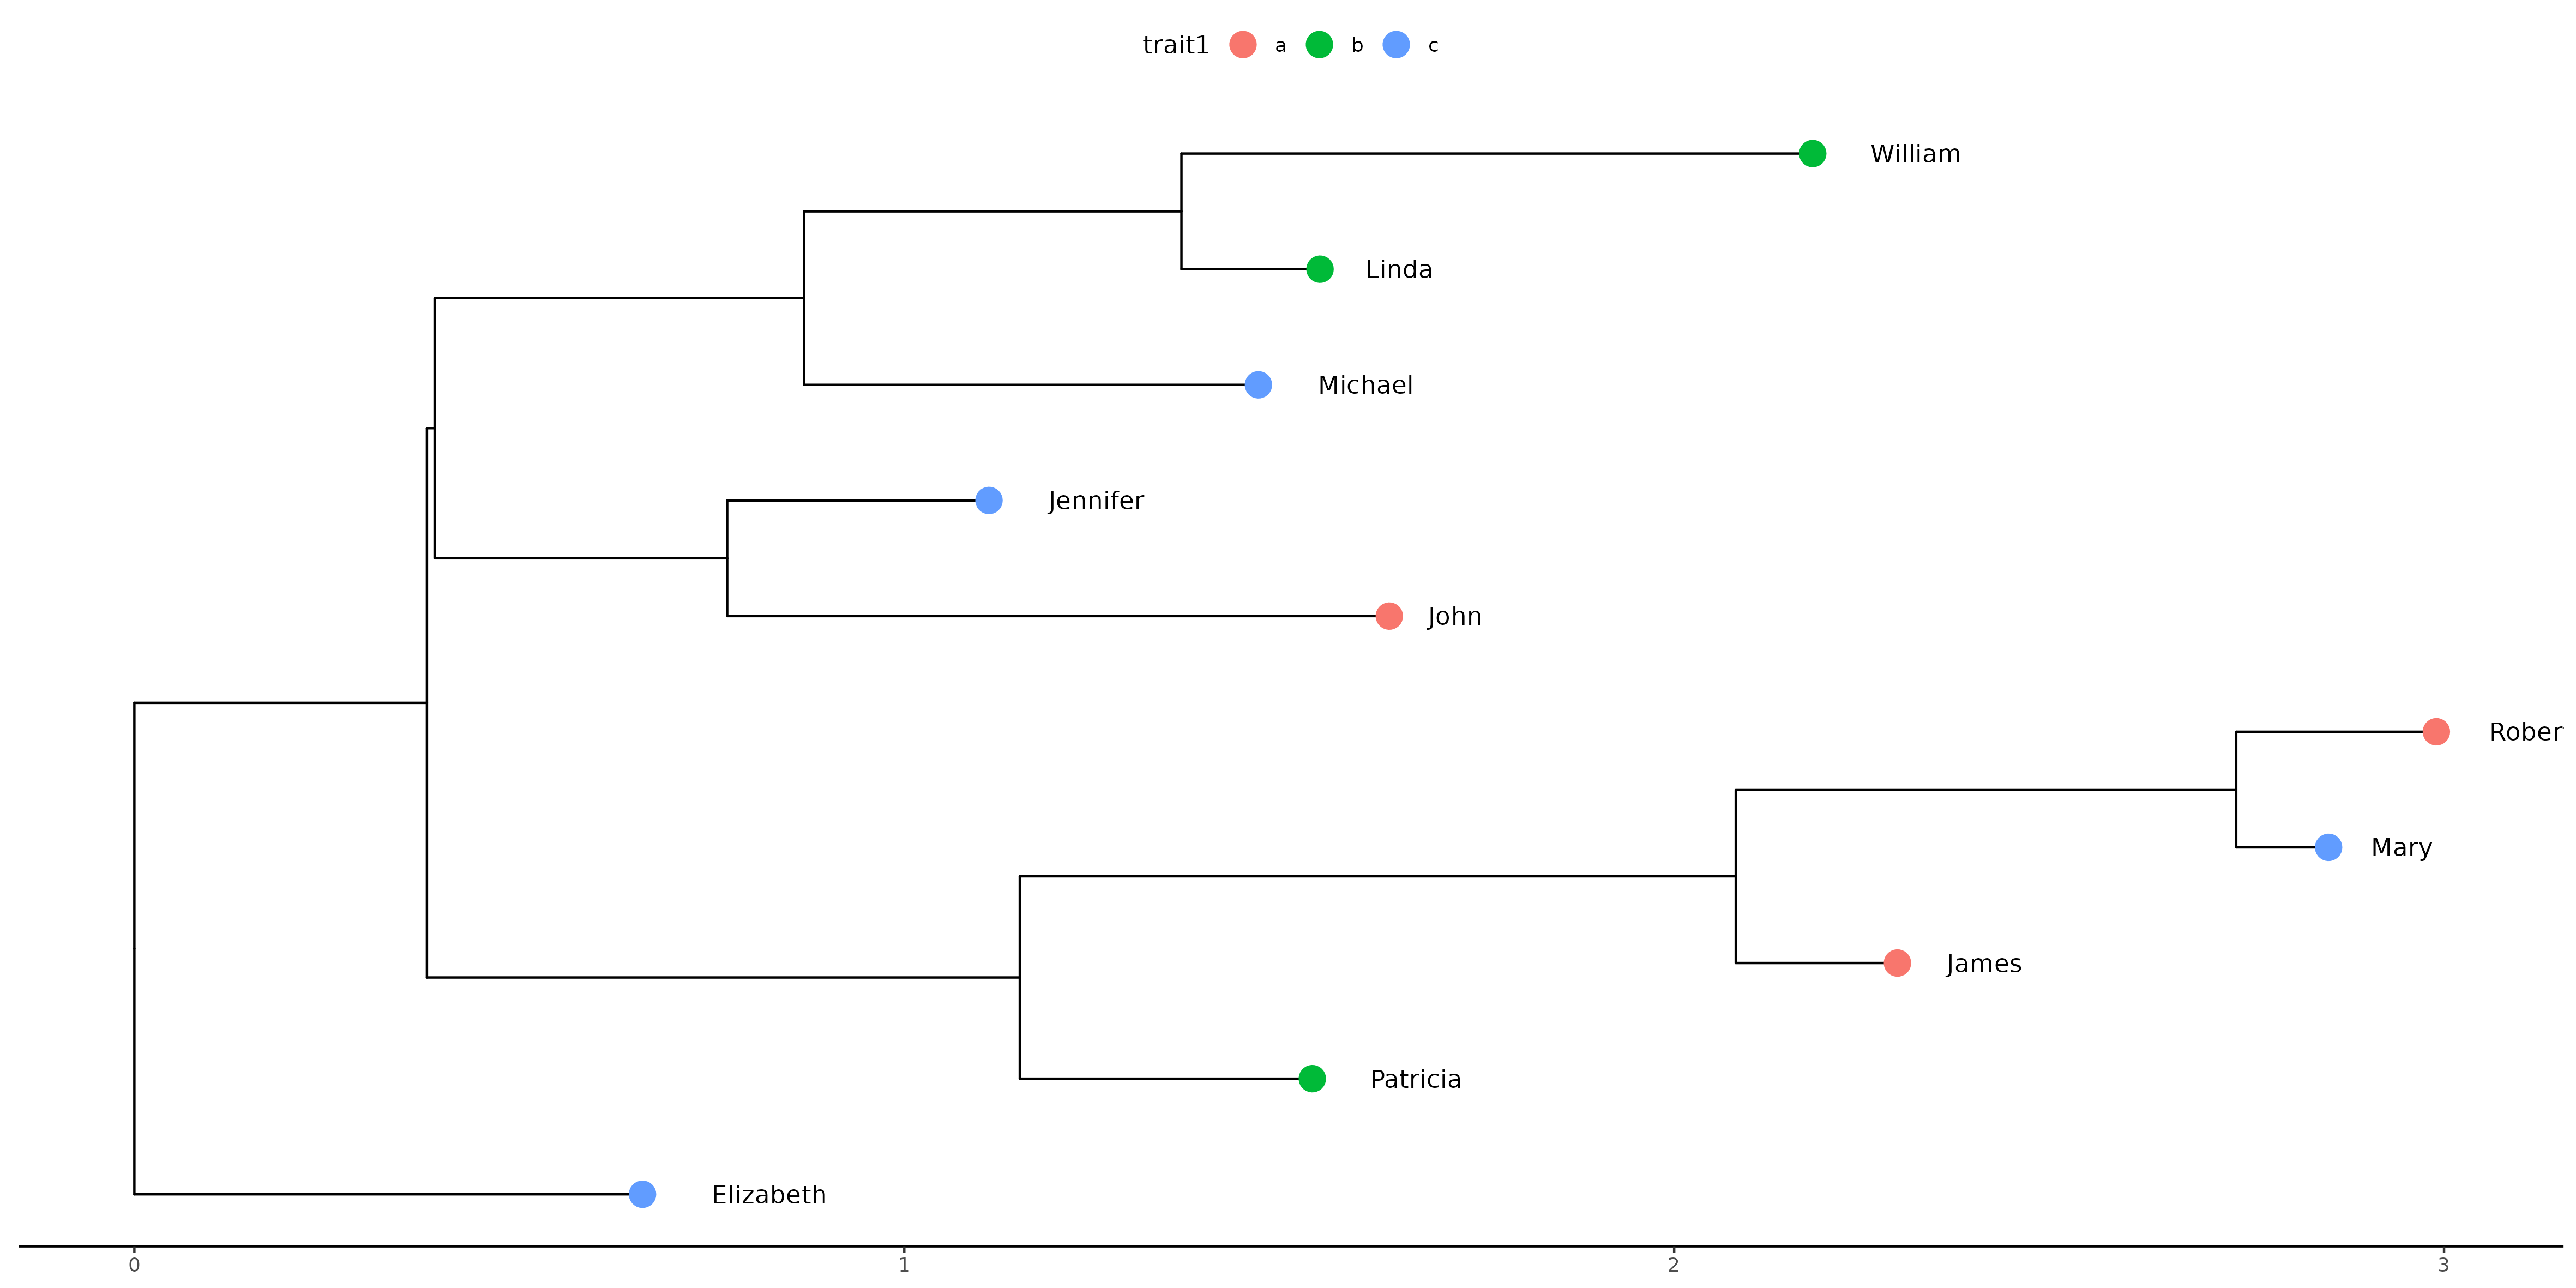 trait1 a b c
William
Linda
Michael
Jennifer
John
Rober
Mary
James
Patricia
Elizabeth
0 1 2 3